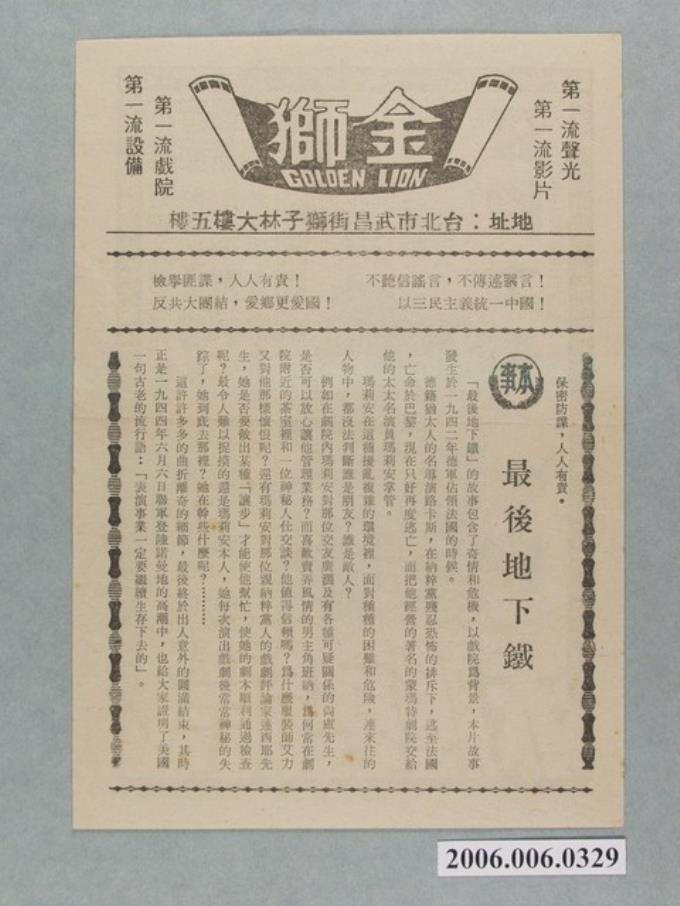 第一流聲光
第一流影片
金獅
GOLDEN LION
第一流戲院
第一流設備
地址：台北市武昌街獅子林大樓五樓
檢舉匪諜，人人有責！
不聽信謠言，不傳述謠言！
反共大團結，愛鄉更愛國！
以三民主義統一中國！
保密防諜，人人有責。
本事
最後地下鐵
「最後地下鐵」的故事包含了奇情和危機，以戲院爲背景，本片故事
發生於一九四二年德軍佔領法國的時候。
德籍猶太人的名導演路卡斯，在納粹黨殘忍恐怖的排斥下，逃至法國
，亡命於巴黎，現在只好再度逃亡，而把他經營的著名的蒙瑪特劇院交給
他的太太名演員瑪莉安掌管。
瑪莉安在這種擾亂複雜的環境裡，面對種種的困難和危險，連來往的
人物中，都沒法判斷誰是朋友？誰是敵人？
例如在劇院內瑪莉安對那位交友廣濶及有各種可疑關係的尚盧先生，
是否可以放心讓他管理業務？而喜歡賣弄風情的男主角班納，爲何常在劇
院附近的茶室裡和一位神秘人仕交談？他値得信賴嗎？爲什麼服裝師艾力
又對他那樣懷恨呢？還有瑪莉安對那位親納粹黨人的戲劇評論家達西耶先
生，她是否要做出某種「讓步」才能使他幫忙，使她的劇本順利通過檢查
呢？最令人難以捉摸的還是瑪莉安本人，她每次演出戲劇後常常神秘的失
踪了，她到底去那裡？她在幹些什麼呢？…………
這許許多多的曲折離奇的細節，最後終於出人意外的圓滿結束，其時
正是一九四四年六月六日聯軍登陸諾曼地的高潮中，也給大家證明了美國
一句古老的流行語：「表演事業一定要繼續生存下去的」。
2006.006.0329